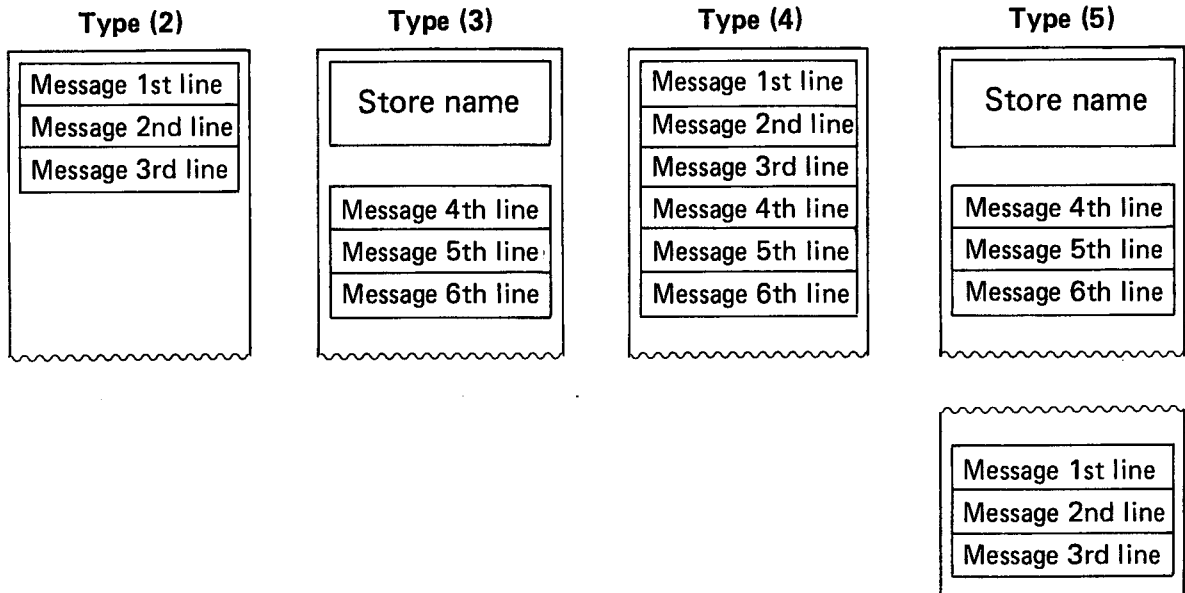 Type (2)
Message 1st line
Message 2nd line
Message 3rd line
Type (3)
Store name
Message 4th line
Message 5th line
Message 6th line
Type (4)
Message 1st line
Message 2nd line
Message 3rd line
Message 4th line
Message 5th line
Message 6th line
Type (5)
Store name
Message 4th line
Message 5th line
Message 6th line
Message 1st line
Message 2nd line
Message 3rd line